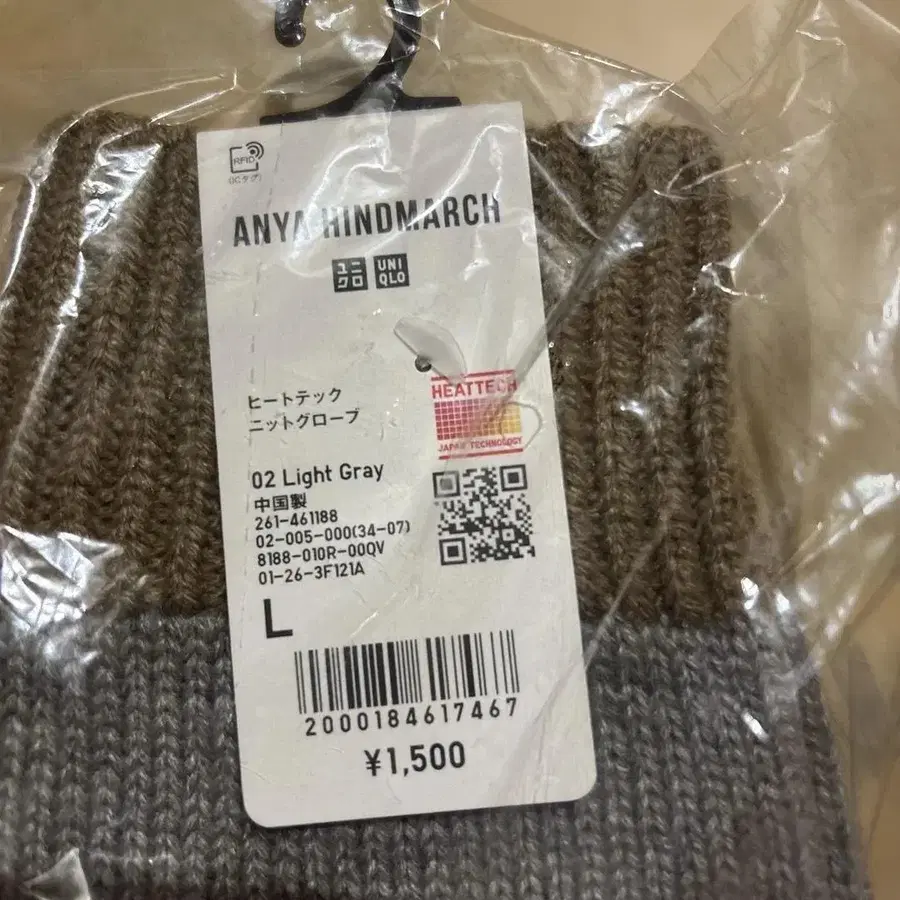 RFID
(ICタグ)
ANYA HINDMARCH
ユニクロ UNIQLO
ヒートテック
ニットグローブ
HEATTECH
JAPAN TECHNOLOGY
02 Light Gray
中国製
261-461188
02-005-000(34-07)
8188-010R-00QV
01-26-3F121A
L
2000184617467
¥1,500